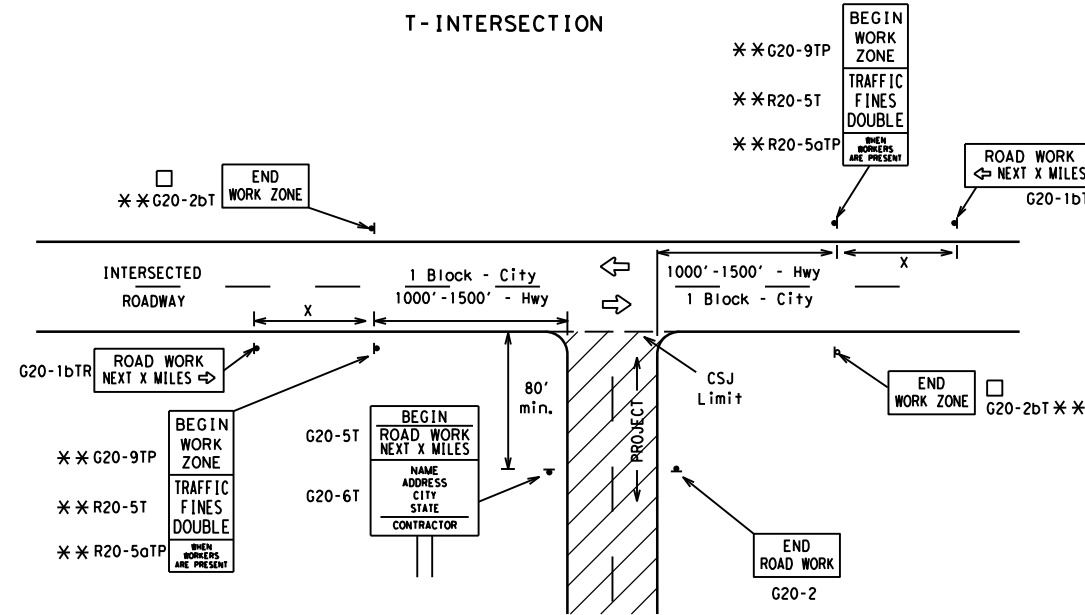 T-INTERSECTION
BEGIN
WORK
ZONE
TRAFFIC
FINES
DOUBLE
WHEN
WORKERS
ARE PRESENT
**G20-9TP
**R20-5T
**R20-5aTP
ROAD WORK
⇦ NEXT X MILES
G20-1bT
END
WORK ZONE
□
**G20-2bT
INTERSECTED
ROADWAY
1 Block - City
1000'-1500' - Hwy
X
1000'-1500' - Hwy
1 Block - City
X
G20-1bTR
ROAD WORK
NEXT X MILES ⇨
80'
min.
CSJ
Limit
PROJECT
END
WORK ZONE
□
G20-2bT **
**G20-9TP
**R20-5T
**R20-5aTP
BEGIN
WORK
ZONE
TRAFFIC
FINES
DOUBLE
WHEN
WORKERS
ARE PRESENT
G20-5T
G20-6T
BEGIN
ROAD WORK
NEXT X MILES
NAME
ADDRESS
CITY
STATE
CONTRACTOR
END
ROAD WORK
G20-2